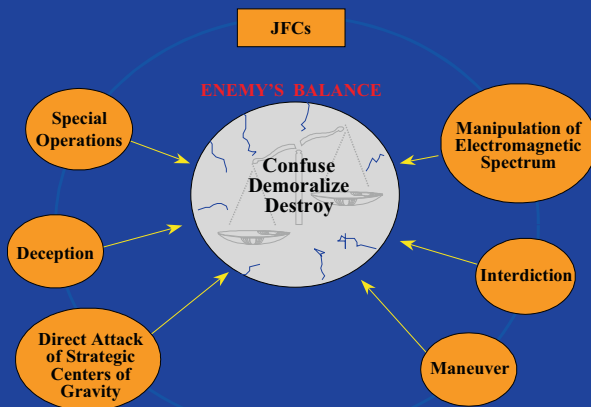 JFCs
ENEMY'S BALANCE
Special
Operations
Manipulation of
Electromagnetic
Spectrum
Confuse
Demoralize
Destroy
Deception
Interdiction
Direct Attack
of Strategic
Centers of
Gravity
Maneuver